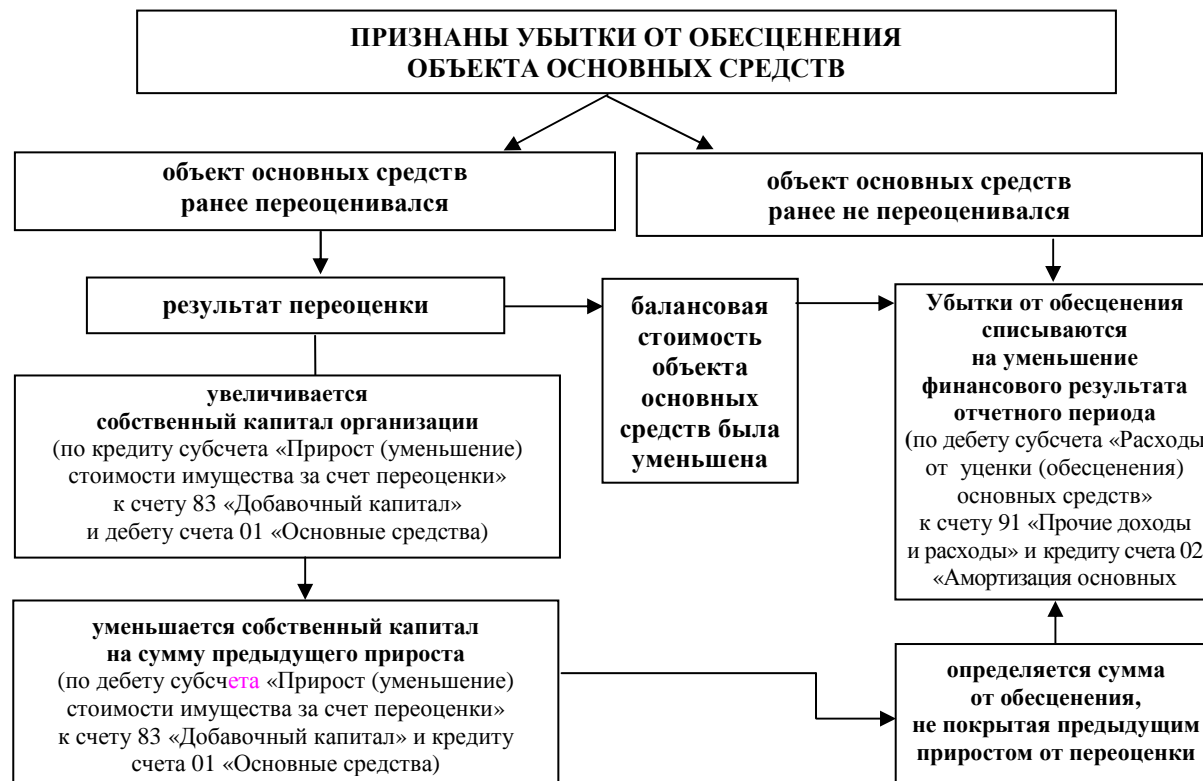 ПРИЗНАНЫ УБЫТКИ ОТ ОБЕСЦЕНЕНИЯ
ОБЪЕКТА ОСНОВНЫХ СРЕДСТВ
объект основных средств
ранее переоценивался
объект основных средств
ранее не переоценивался
результат переоценки
балансовая
стоимость
объекта
основных
средств была
уменьшена
Убытки от обесценения
списываются
на уменьшение
финансового результата
отчетного периода
(по дебету субсчета «Расходы
от уценки (обесценения)
основных средств»
к счету 91 «Прочие доходы
и расходы» и кредиту счета 02
«Амортизация основных
увеличивается
собственный капитал организации
(по кредиту субсчета «Прирост (уменьшение)
стоимости имущества за счет переоценки»
к счету 83 «Добавочный капитал»
и дебету счета 01 «Основные средства)
уменьшается собственный капитал
на сумму предыдущего прироста
(по дебету субсчета «Прирост (уменьшение)
стоимости имущества за счет переоценки»
к счету 83 «Добавочный капитал» и кредиту
счета 01 «Основные средства)
определяется сумма
от обесценения,
не покрытая предыдущим
приростом от переоценки